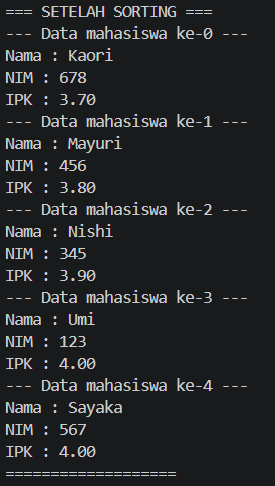 === SETELAH SORTING ===
--- Data mahasiswa ke-0 ---
Nama : Kaori
NIM : 678
IPK : 3.70
--- Data mahasiswa ke-1 ---
Nama : Mayuri
NIM : 456
IPK : 3.80
--- Data mahasiswa ke-2 ---
Nama : Nishi
NIM : 345
IPK : 3.90
--- Data mahasiswa ke-3 ---
Nama : Umi
NIM : 123
IPK : 4.00
--- Data mahasiswa ke-4 ---
Nama : Sayaka
NIM : 567
IPK : 4.00
===================